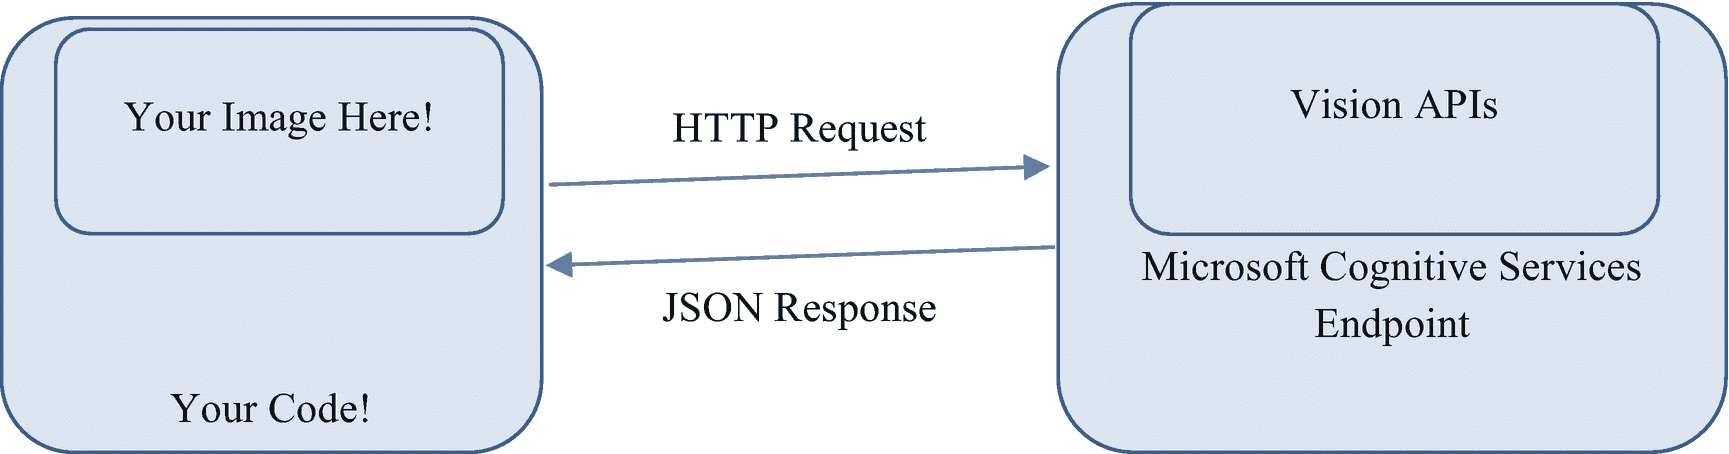 Your Image Here!
Your Code!
HTTP Request
JSON Response
Vision APIs
Microsoft Cognitive Services
Endpoint